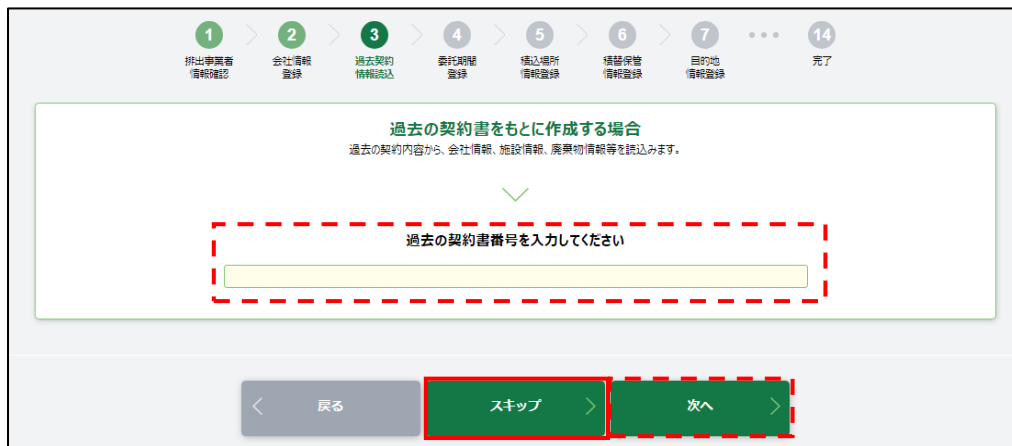 1 2 3 4 5 6 7 14
排出事業者 会社情報 過去契約 委託期間 積込場所 積替保管 目的地 完了
情報確認 登録 情報読込 登録 情報登録 情報登録 情報登録
過去の契約書をもとに作成する場合
過去の契約内容から、会社情報、施設情報、廃棄物情報等を読込みます。
過去の契約書番号を入力してください
戻る スキップ 次へ